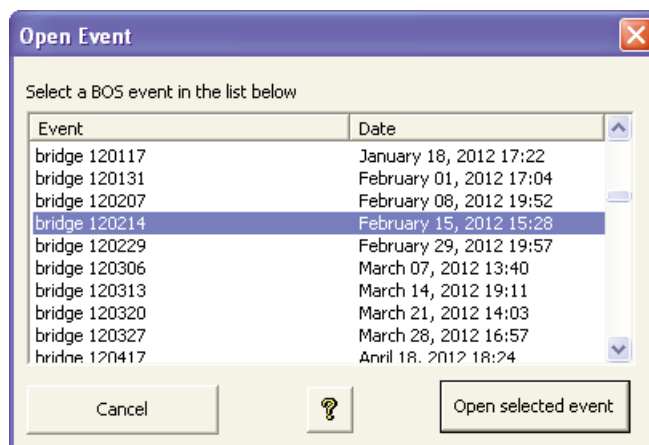 Open Event
Select a BOS event in the list below
Event Date
bridge 120117 January 18, 2012 17:22
bridge 120131 February 01, 2012 17:04
bridge 120207 February 08, 2012 19:52
bridge 120214 February 15, 2012 15:28
bridge 120229 February 29, 2012 19:57
bridge 120306 March 07, 2012 13:40
bridge 120313 March 14, 2012 19:11
bridge 120320 March 21, 2012 14:03
bridge 120327 March 28, 2012 16:57
bridge 120417 April 18, 2012 18:24
Cancel ? Open selected event